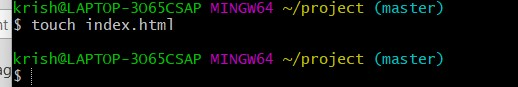 krish@LAPTOP-3O65CSAP MINGW64 ~/project (master)
$ touch index.html
krish@LAPTOP-3O65CSAP MINGW64 ~/project (master)
$